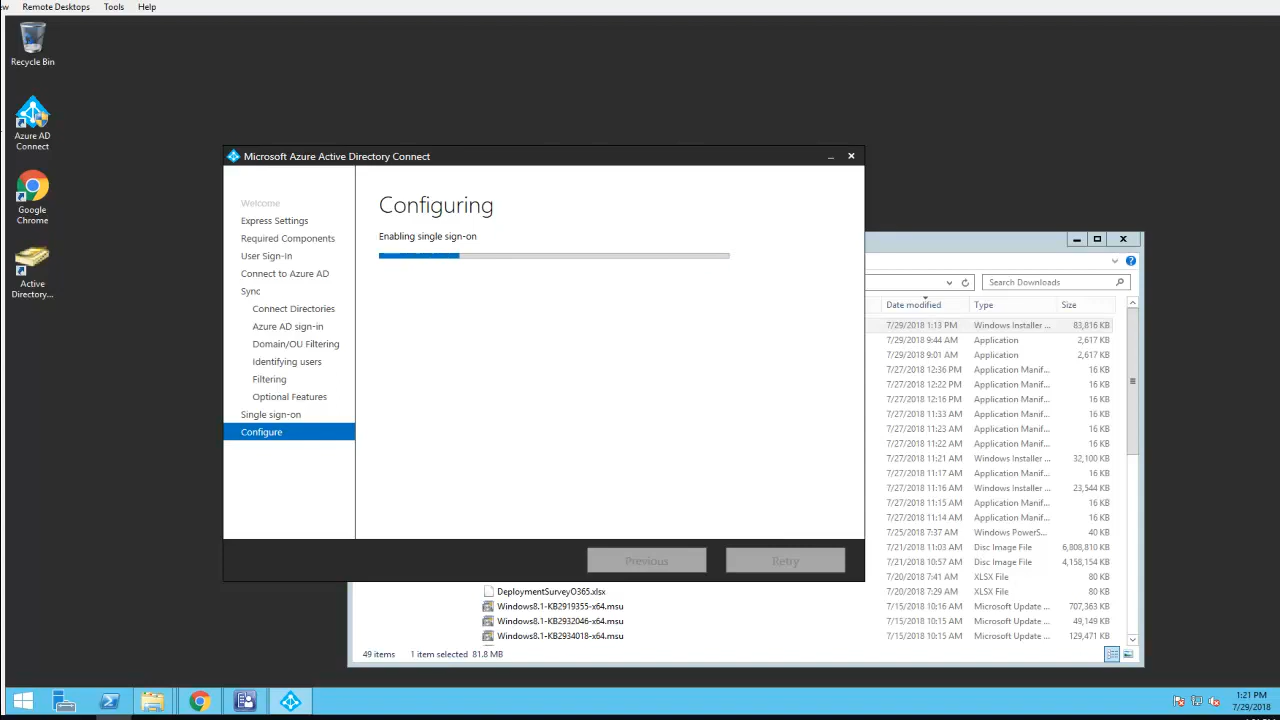 ew Remote Desktops Tools Help
Recycle Bin
Azure AD
Connect
Google
Chrome
Active
Directory...
Microsoft Azure Active Directory Connect
Welcome
Express Settings
Required Components
User Sign-In
Connect to Azure AD
Sync
Connect Directories
Azure AD sign-in
Domain/OU Filtering
Identifying users
Filtering
Optional Features
Single sign-on
Configure
Configuring
Enabling single sign-on
Previous
Retry
Search Downloads
Date modified Type Size
7/29/2018 1:13 PM Windows Installer ... 83,816 KB
7/29/2018 9:44 AM Application 2,617 KB
7/29/2018 9:01 AM Application 2,617 KB
7/27/2018 12:36 PM Application Manif... 16 KB
7/27/2018 12:22 PM Application Manif... 16 KB
7/27/2018 12:16 PM Application Manif... 16 KB
7/27/2018 11:33 AM Application Manif... 16 KB
7/27/2018 11:23 AM Application Manif... 16 KB
7/27/2018 11:22 AM Application Manif... 16 KB
7/27/2018 11:21 AM Windows Installer ... 32,100 KB
7/27/2018 11:17 AM Application Manif... 16 KB
7/27/2018 11:16 AM Windows Installer ... 23,544 KB
7/27/2018 11:15 AM Application Manif... 16 KB
7/27/2018 11:14 AM Application Manif... 16 KB
7/25/2018 7:37 AM Windows PowerS... 40 KB
7/21/2018 11:03 AM Disc Image File 6,808,810 KB
7/21/2018 10:57 AM Disc Image File 4,158,154 KB
7/20/2018 7:41 AM XLSX File 80 KB
DeploymentSurveyO365.xlsx 7/20/2018 7:29 AM XLSX File 80 KB
Windows8.1-KB2919355-x64.msu 7/15/2018 10:16 AM Microsoft Update ... 707,363 KB
Windows8.1-KB2932046-x64.msu 7/15/2018 10:15 AM Microsoft Update ... 49,149 KB
Windows8.1-KB2934018-x64.msu 7/15/2018 10:15 AM Microsoft Update ... 129,471 KB
49 items 1 item selected 81.8 MB
1:21 PM
7/29/2018